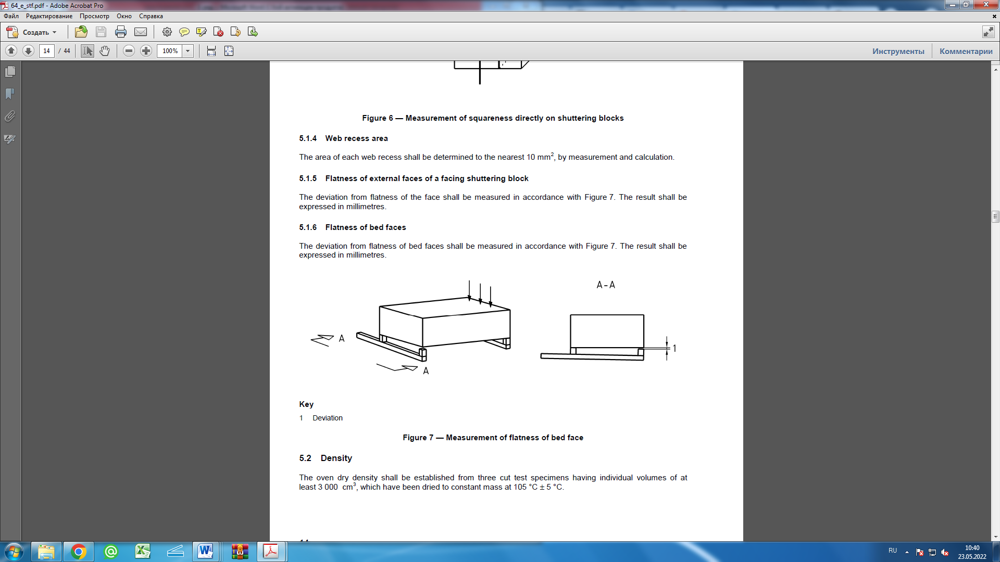 64_e_stf.pdf - Adobe Acrobat Pro
Файл Редактирование Просмотр Окно Справка
Создать
14 / 44 100% Инструменты Комментарии
Figure 6 — Measurement of squareness directly on shuttering blocks
5.1.4 Web recess area
The area of each web recess shall be determined to the nearest 10 mm², by measurement and calculation.
5.1.5 Flatness of external faces of a facing shuttering block
The deviation from flatness of the face shall be measured in accordance with Figure 7. The result shall be
expressed in millimetres.
5.1.6 Flatness of bed faces
The deviation from flatness of bed faces shall be measured in accordance with Figure 7. The result shall be
expressed in millimetres.
A-A
A
1
A
Key
1 Deviation
Figure 7 — Measurement of flatness of bed face
5.2 Density
The oven dry density shall be established from three cut test specimens having individual volumes of at
least 3 000 cm³, which have been dried to constant mass at 105 °C ± 5 °C.
RU
10:40
23.05.2022